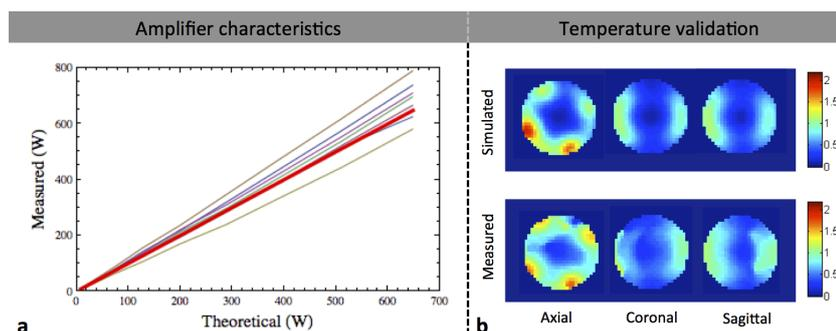 Amplifier characteristics
Temperature validation
800
600
400
200
0
Measured (W)
0 100 200 300 400 500 600 700
Theoretical (W)
a
Simulated
2
1.5
1
0.5
0
Measured
2
1.5
1
0.5
0
Axial Coronal Sagittal
b